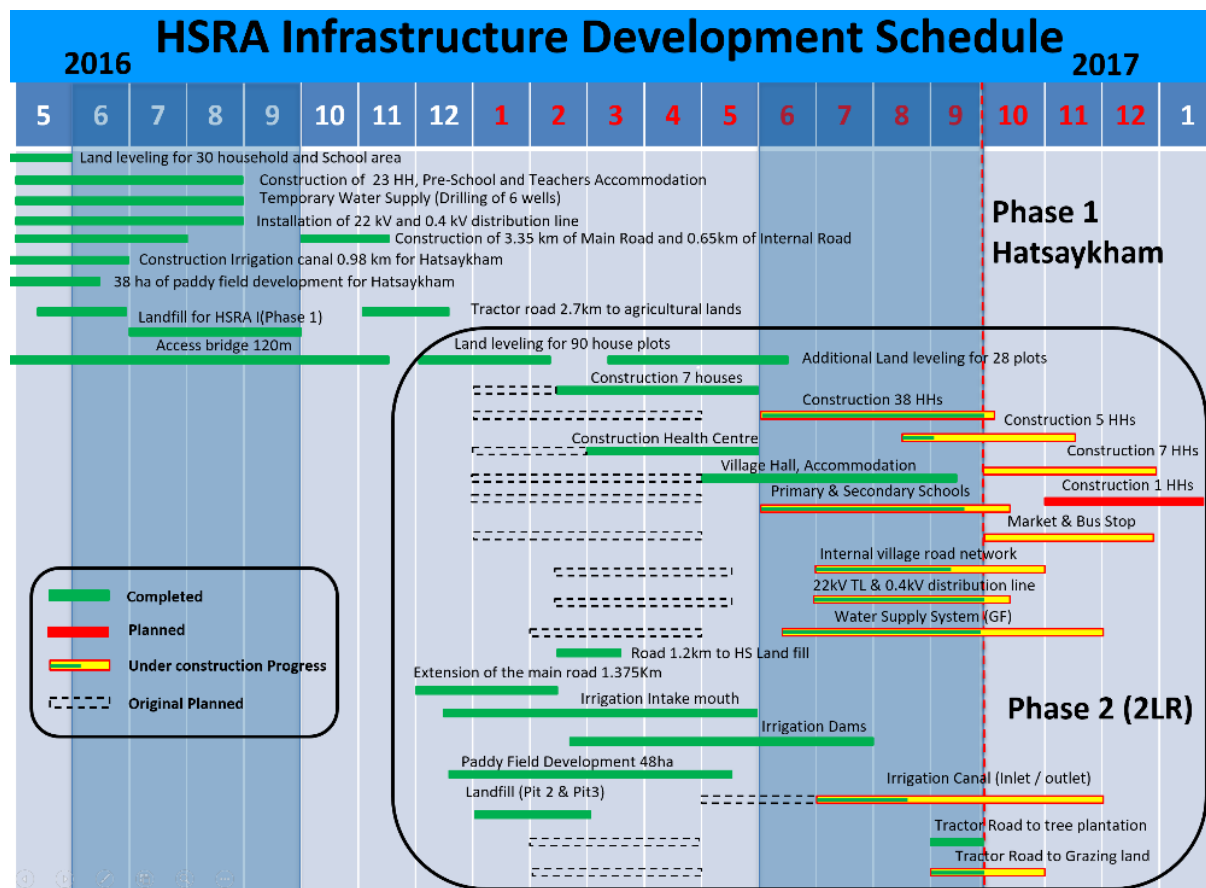 HSRA Infrastructure Development Schedule
2016
2017
5 6 7 8 9 10 11 12 1 2 3 4 5 6 7 8 9 10 11 12 1
Land leveling for 30 household and School area
Construction of 23 HH, Pre-School and Teachers Accommodation
Temporary Water Supply (Drilling of 6 wells)
Installation of 22 kV and 0.4 kV distribution line
Construction of 3.35 km of Main Road and 0.65km of Internal Road
Phase 1
Hatsaykham
Construction Irrigation canal 0.98 km for Hatsaykham
38 ha of paddy field development for Hatsaykham
Landfill for HSRA I(Phase 1)
Tractor road 2.7km to agricultural lands
Access bridge 120m
Land leveling for 90 house plots
Additional Land leveling for 28 plots
Construction 7 houses
Construction 38 HHs
Construction 5 HHs
Construction Health Centre
Construction 7 HHs
Village Hall, Accommodation
Construction 1 HHs
Primary & Secondary Schools
Market & Bus Stop
Internal village road network
22kV TL & 0.4kV distribution line
Water Supply System (GF)
Road 1.2km to HS Land fill
Extension of the main road 1.375Km
Irrigation Intake mouth
Phase 2 (2LR)
Irrigation Dams
Paddy Field Development 48ha
Irrigation Canal (Inlet / outlet)
Landfill (Pit 2 & Pit3)
Tractor Road to tree plantation
Tractor Road to Grazing land
Completed
Planned
Under construction Progress
Original Planned